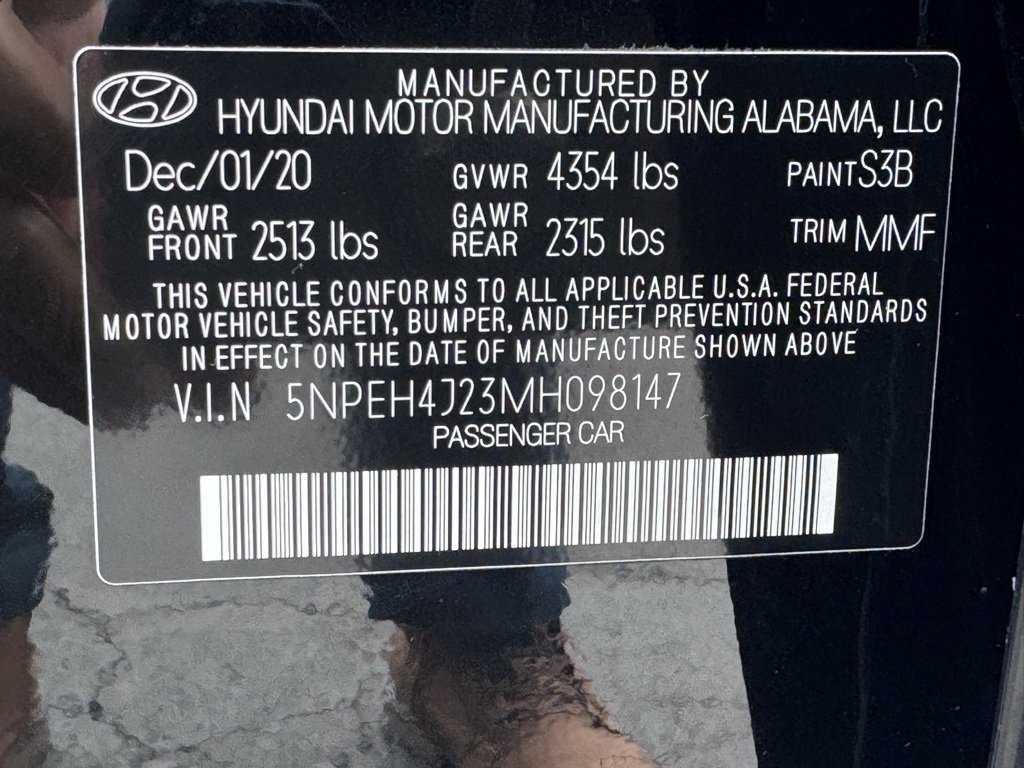 MANUFACTURED BY
HYUNDAI MOTOR MANUFACTURING ALABAMA, LLC
Dec/01/20 GVWR 4354 lbs PAINT S3B
GAWR FRONT 2513 lbs GAWR REAR 2315 lbs TRIM MMF
THIS VEHICLE CONFORMS TO ALL APPLICABLE U.S.A. FEDERAL
MOTOR VEHICLE SAFETY, BUMPER, AND THEFT PREVENTION STANDARDS
IN EFFECT ON THE DATE OF MANUFACTURE SHOWN ABOVE
V.I.N 5NPEH4J23MH098147
PASSENGER CAR